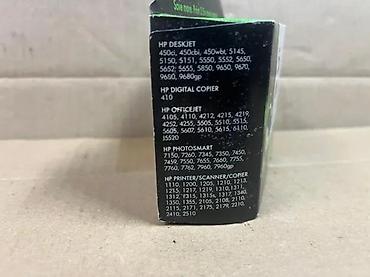 HP DESKJET
450ci, 450cbi, 450wbt, 5145,
5150, 5151, 5550, 5552, 5650,
5652, 5655, 5850, 9650, 9670,
9680, 9680gp
HP DIGITAL COPIER
410
HP OFFICEJET
4105, 4110, 4212, 4215, 4219,
4252, 4255, 5505, 5510, 5515,
5605, 5607, 5610, 5615, 6110,
J5520
HP PHOTOSMART
7150, 7260, 7345, 7350, 7450,
7459, 7550, 7655, 7660, 7755,
7760, 7762, 7960, 7960gp
HP PRINTER/SCANNER/COPIER
1110, 1200, 1205, 1210, 1213,
1215, 1217, 1219, 1310, 1311,
1312, 1315, 1315s, 1317, 1340,
1350, 1355, 2105, 2108, 2110,
2115, 2171, 2175, 2179, 2210,
2410, 2510